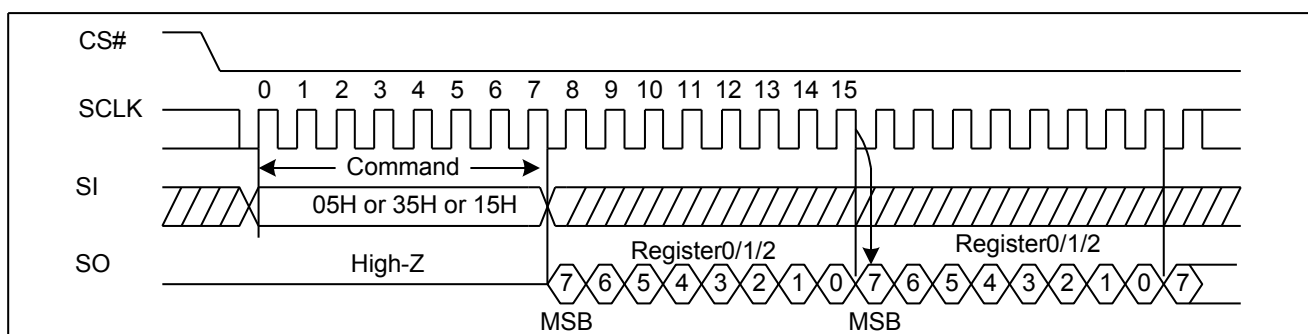 CS#
0 1 2 3 4 5 6 7 8 9 10 11 12 13 14 15
SCLK
Command
SI
05H or 35H or 15H
Register0/1/2 Register0/1/2
SO High-Z
7 6 5 4 3 2 1 0 7 6 5 4 3 2 1 0 7
MSB MSB